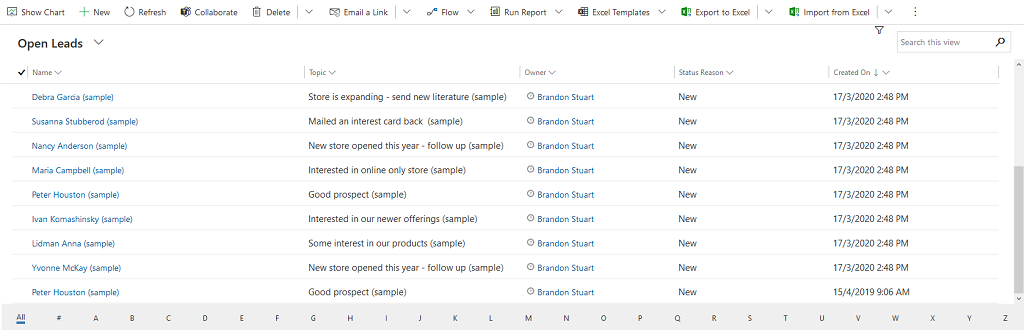 Show Chart New Refresh Collaborate Delete Email a Link Flow Run Report Excel Templates Export to Excel Import from Excel
Open Leads Search this view
Name Topic Owner Status Reason Created On
Debra Garcia (sample) Store is expanding - send new literature (sample) Brandon Stuart New 17/3/2020 2:48 PM
Susanna Stubberod (sample) Mailed an interest card back (sample) Brandon Stuart New 17/3/2020 2:48 PM
Nancy Anderson (sample) New store opened this year - follow up (sample) Brandon Stuart New 17/3/2020 2:48 PM
Maria Campbell (sample) Interested in online only store (sample) Brandon Stuart New 17/3/2020 2:48 PM
Peter Houston (sample) Good prospect (sample) Brandon Stuart New 17/3/2020 2:48 PM
Ivan Komashinsky (sample) Interested in our newer offerings (sample) Brandon Stuart New 17/3/2020 2:48 PM
Lidman Anna (sample) Some interest in our products (sample) Brandon Stuart New 17/3/2020 2:48 PM
Yvonne McKay (sample) New store opened this year - follow up (sample) Brandon Stuart New 17/3/2020 2:48 PM
Peter Houston (sample) Good prospect (sample) Brandon Stuart New 15/4/2019 9:06 AM
All # A B C D E F G H I J K L M N O P Q R S T U V W X Y Z